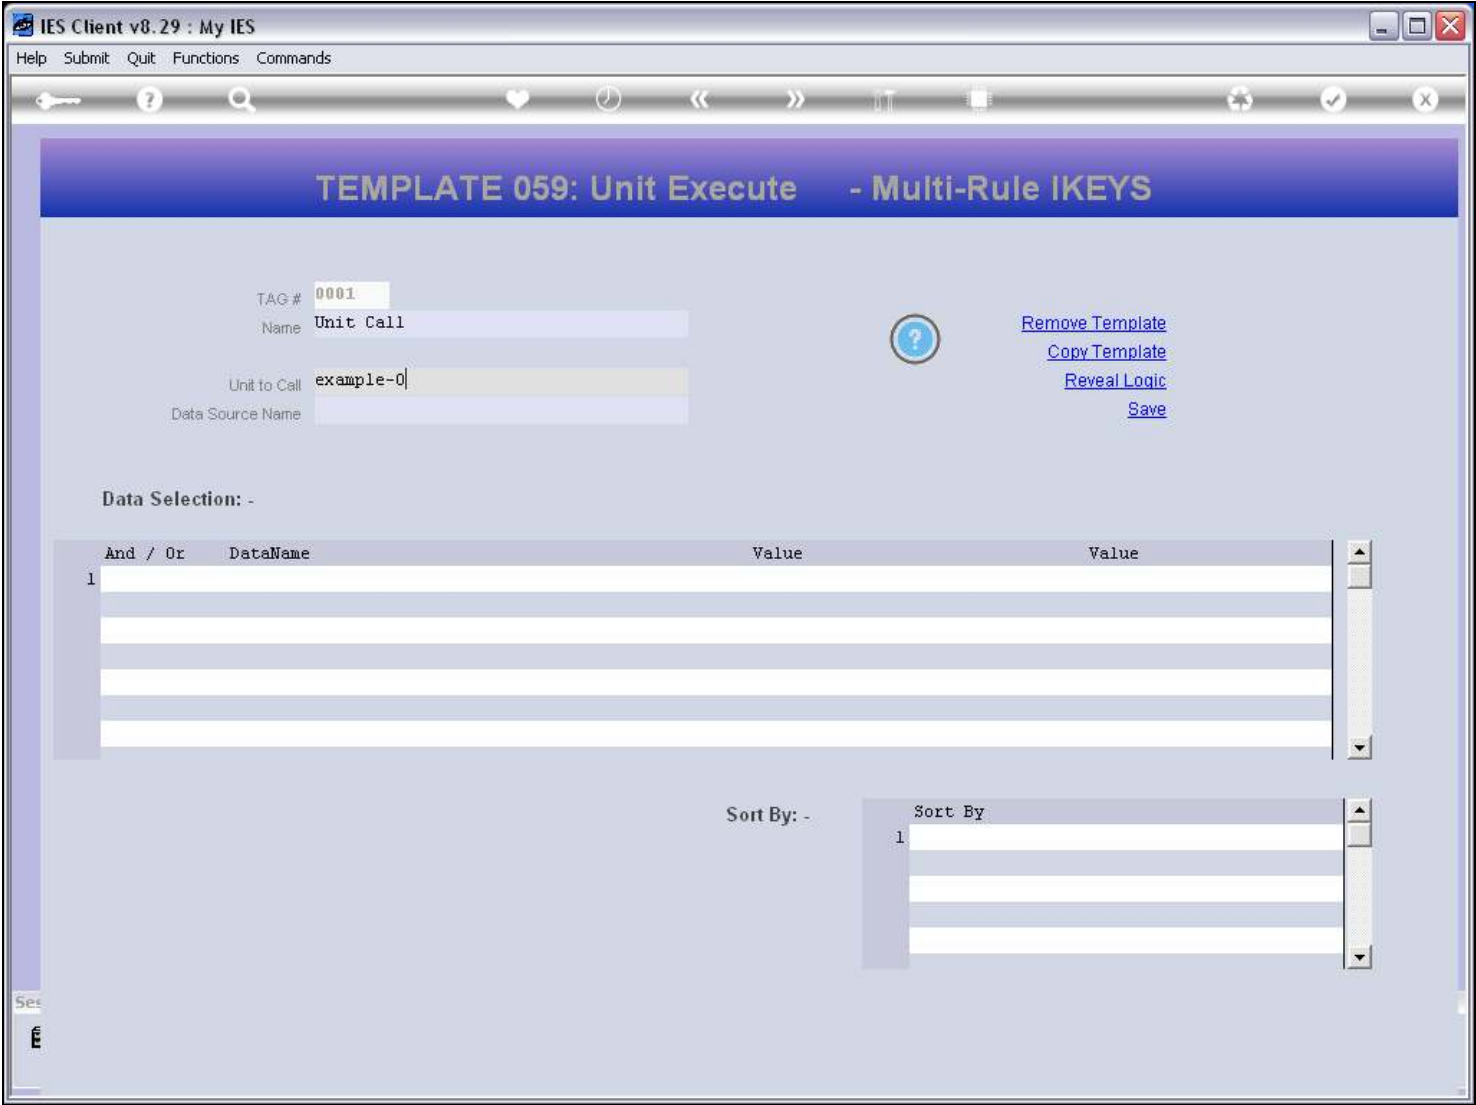 IES Client v8.29 : My IES
Help Submit Quit Functions Commands
TEMPLATE 059: Unit Execute - Multi-Rule IKEYS
TAG # 0001
Name Unit Call
Unit to Call example-0
Data Source Name
Remove Template
Copy Template
Reveal Logic
Save
Data Selection: -
And / Or DataName Value Value
1
Sort By: -
Sort By
1
Ses